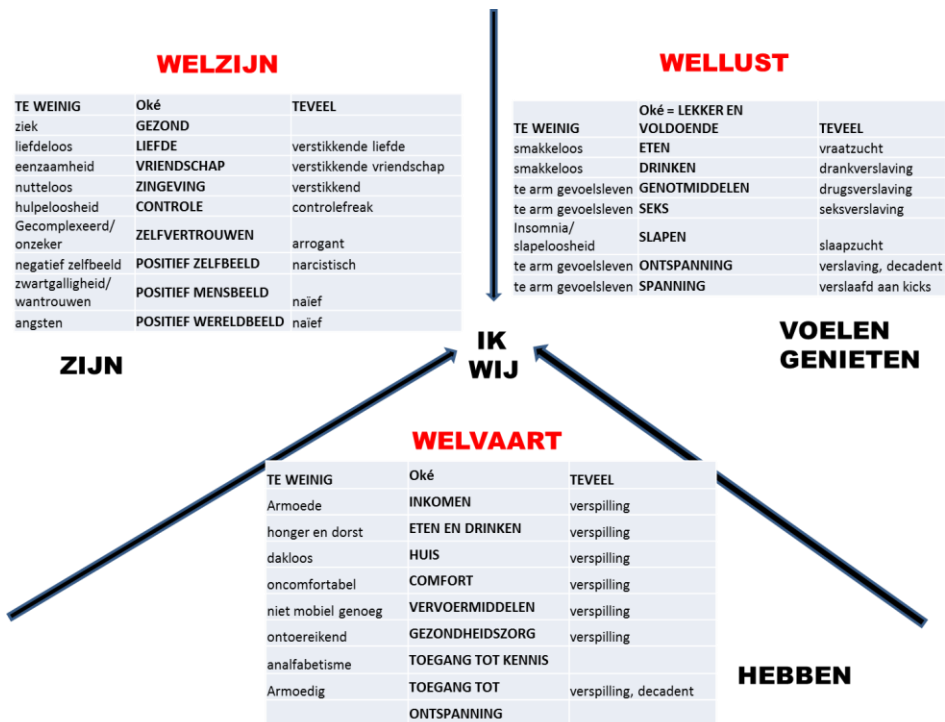 WELZIJN
TE WEINIG Oké TEVEEL
ziek GEZOND
liefdeloos LIEFDE verstikkende liefde
eenzaamheid VRIENDSCHAP verstikkende vriendschap
nutteloos ZINGEVING verstikkend
hulpeloosheid CONTROLE controlefreak
Gecomplexeerd/
onzeker ZELFVERTROUWEN arrogant
negatief zelfbeeld POSITIEF ZELFBEELD narcistisch
zwartgalligheid/
wantrouwen POSITIEF MENSBEELD naïef
angsten POSITIEF WERELDBEELD naïef
ZIJN
WELLUST
Oké = LEKKER EN
TE WEINIG VOLDOENDE TEVEEL
smakkeloos ETEN vraatzucht
smakkeloos DRINKEN drankverslaving
te arm gevoelsleven GENOTMIDDELEN drugsverslaving
te arm gevoelsleven SEKS seksverslaving
Insomnia/
slapeloosheid SLAPEN slaapzucht
te arm gevoelsleven ONTSPANNING verslaving, decadent
te arm gevoelsleven SPANNING verslaafd aan kicks
VOELEN
GENIETEN
IK
WIJ
WELVAART
TE WEINIG Oké TEVEEL
Armoede INKOMEN verspilling
honger en dorst ETEN EN DRINKEN verspilling
dakloos HUIS verspilling
oncomfortabel COMFORT verspilling
niet mobiel genoeg VERVOERMIDDELEN verspilling
ontoereikend GEZONDHEIDSZORG verspilling
analfabetisme TOEGANG TOT KENNIS
Armoedig TOEGANG TOT verspilling, decadent
ONTSPANNING
HEBBEN